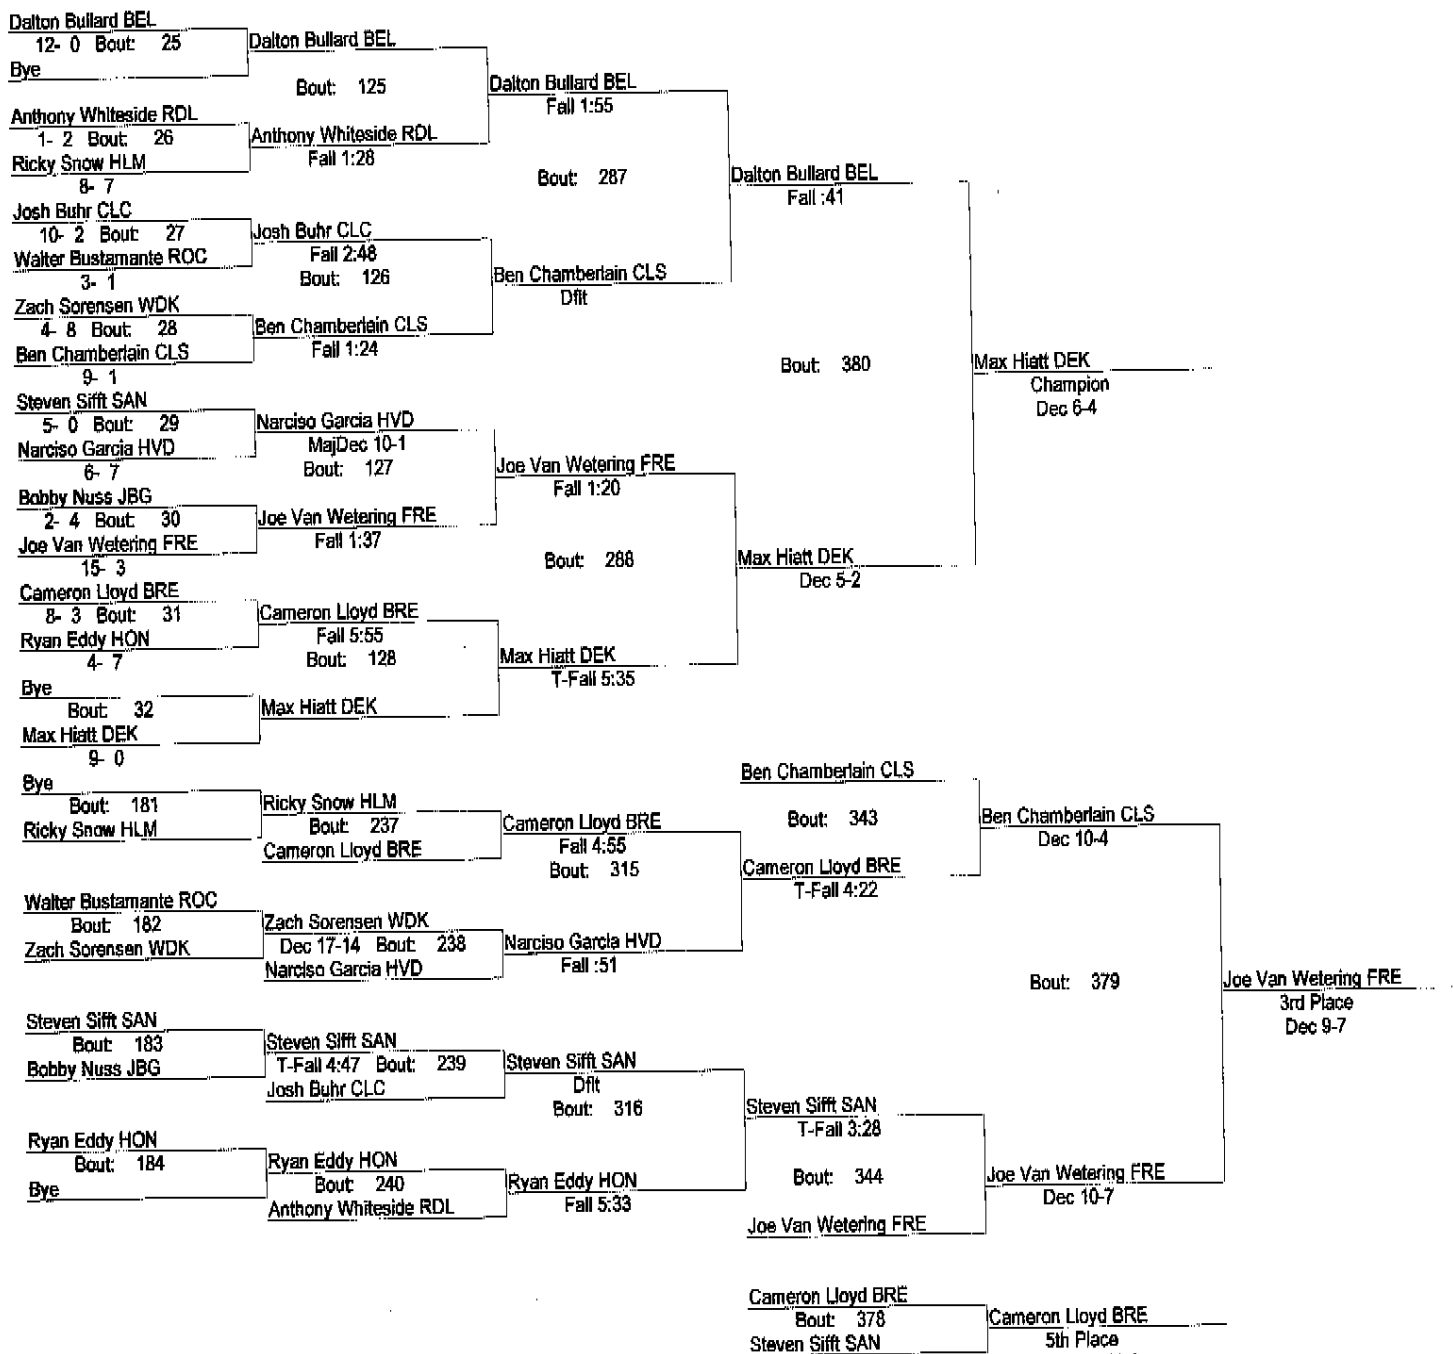 Dalton Bullard BEL
12- 0 Bout: 25
Bye
Dalton Bullard BEL
Bout: 125
Anthony Whiteside RDL
1- 2 Bout: 26
Ricky Snow HLM
8- 7
Anthony Whiteside RDL
Fall 1:28
Dalton Bullard BEL
Fall 1:55
Bout: 287
Josh Buhr CLC
10- 2 Bout: 27
Walter Bustamante ROC
3- 1
Josh Buhr CLC
Fall 2:48
Bout: 126
Zach Sorensen WDK
4- 8 Bout: 28
Ben Chamberlain CLS
9- 1
Ben Chamberlain CLS
Fall 1:24
Ben Chamberlain CLS
Dflt
Dalton Bullard BEL
Fall :41
Bout: 380
Steven Sifft SAN
5- 0 Bout: 29
Narciso Garcia HVD
6- 7
Narciso Garcia HVD
MajDec 10-1
Bout: 127
Bobby Nuss JBG
2- 4 Bout: 30
Joe Van Wetering FRE
15- 3
Joe Van Wetering FRE
Fall 1:37
Joe Van Wetering FRE
Fall 1:20
Bout: 288
Cameron Lloyd BRE
8- 3 Bout: 31
Ryan Eddy HON
4- 7
Cameron Lloyd BRE
Fall 5:55
Bout: 128
Bye
Bout: 32
Max Hiatt DEK
9- 0
Max Hiatt DEK
Max Hiatt DEK
T-Fall 5:35
Max Hiatt DEK
Dec 5-2
Max Hiatt DEK
Champion
Dec 6-4
Bye
Bout: 181
Ricky Snow HLM
Ricky Snow HLM
Bout: 237
Cameron Lloyd BRE
Cameron Lloyd BRE
Fall 4:55
Bout: 315
Walter Bustamante ROC
Bout: 182
Zach Sorensen WDK
Zach Sorensen WDK
Dec 17-14 Bout: 238
Narciso Garcia HVD
Narciso Garcia HVD
Fall :51
Ben Chamberlain CLS
Bout: 343
Cameron Lloyd BRE
T-Fall 4:22
Ben Chamberlain CLS
Dec 10-4
Bout: 379
Steven Sifft SAN
Bout: 183
Bobby Nuss JBG
Steven Sifft SAN
T-Fall 4:47 Bout: 239
Josh Buhr CLC
Steven Sifft SAN
Dflt
Bout: 316
Ryan Eddy HON
Bout: 184
Bye
Ryan Eddy HON
Bout: 240
Anthony Whiteside RDL
Ryan Eddy HON
Fall 5:33
Steven Sifft SAN
T-Fall 3:28
Bout: 344
Joe Van Wetering FRE
Joe Van Wetering FRE
Dec 10-7
Joe Van Wetering FRE
3rd Place
Dec 9-7
Cameron Lloyd BRE
Bout: 378
Steven Sifft SAN
Cameron Lloyd BRE
5th Place